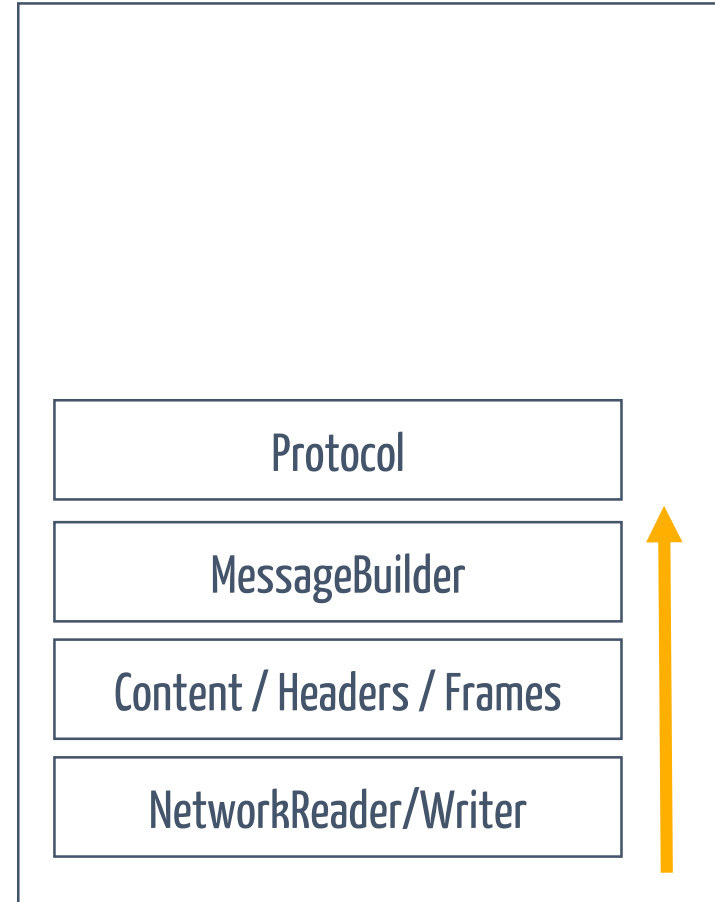 Protocol
MessageBuilder
Content / Headers / Frames
NetworkReader/Writer